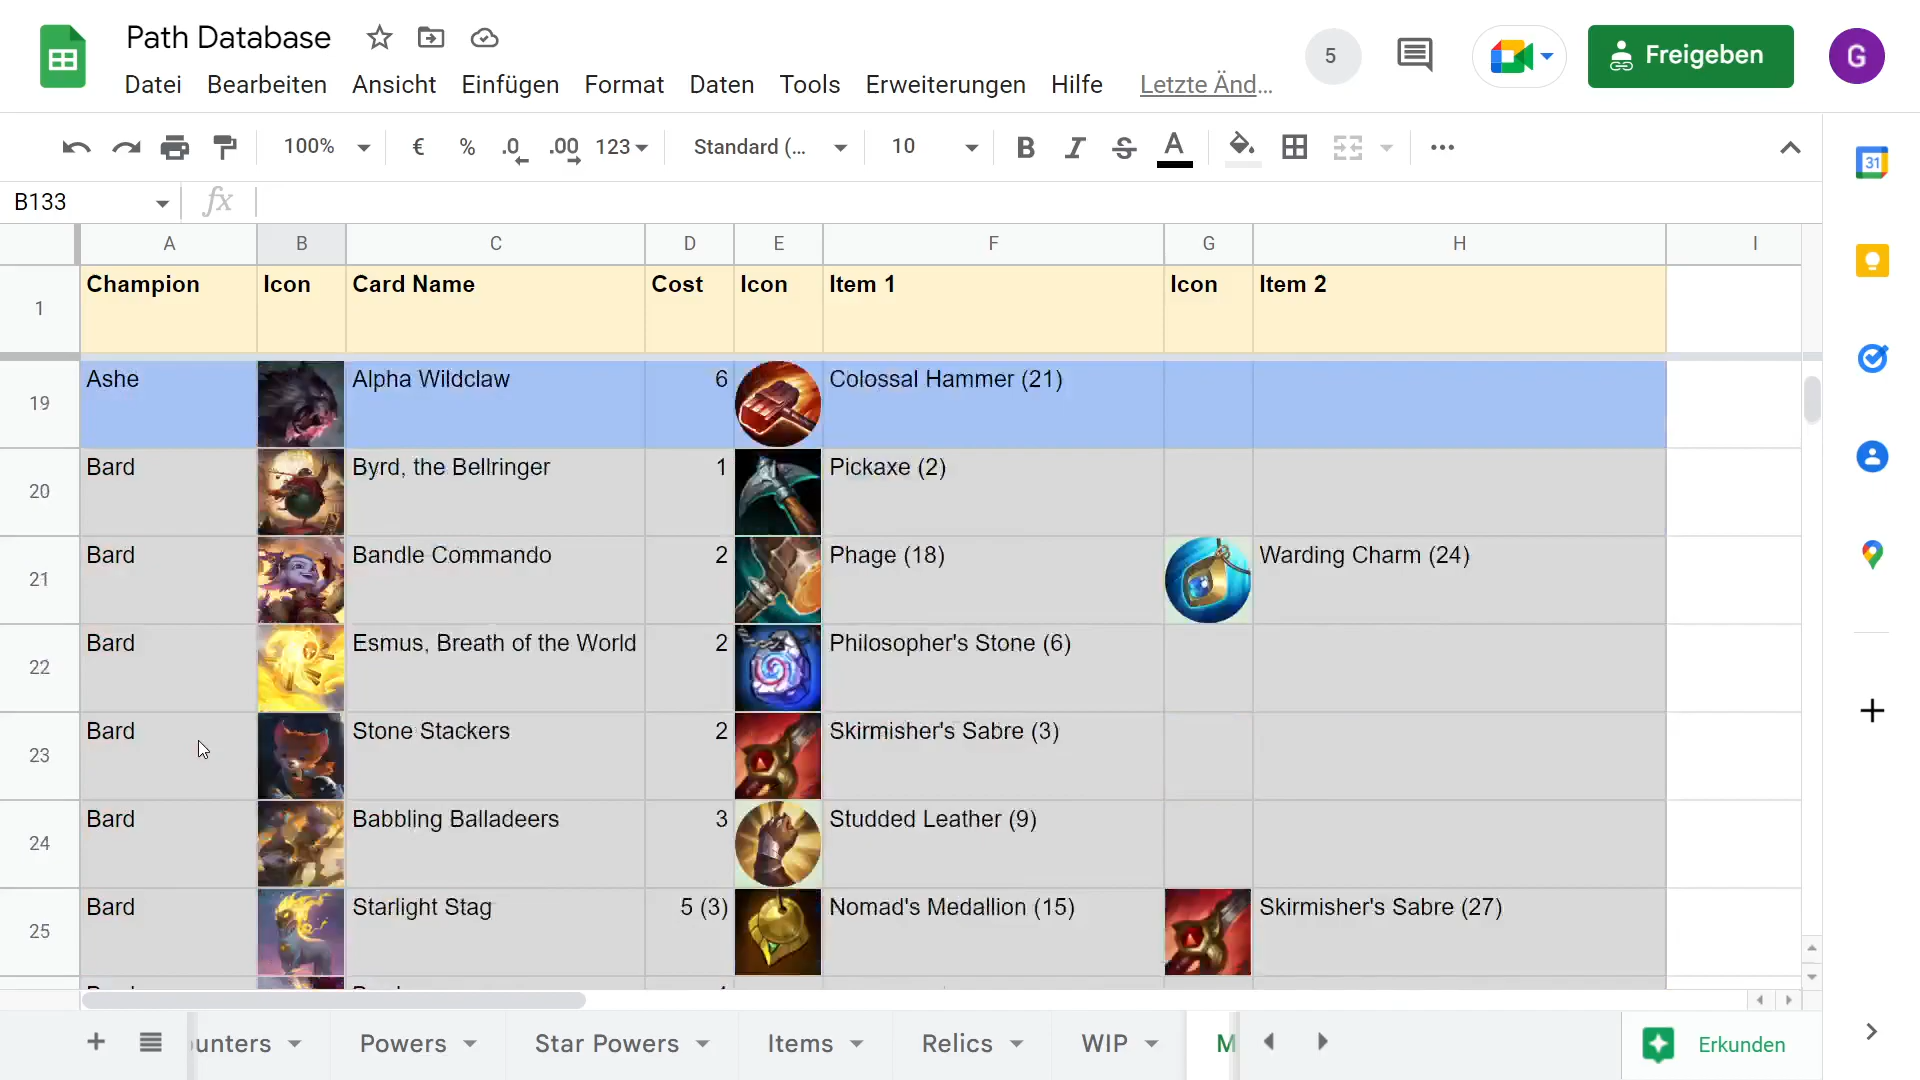 Path Database
5
Freigeben
G
Datei Bearbeiten Ansicht Einfügen Format Daten Tools Erweiterungen Hilfe Letzte Änd...
100% € % .0 .00 123 Standard (... 10 B I S A
31
B133 fx
A B C D E F G H I
1 Champion Icon Card Name Cost Icon Item 1 Icon Item 2
19 Ashe Alpha Wildclaw 6 Colossal Hammer (21)
20 Bard Byrd, the Bellringer 1 Pickaxe (2)
21 Bard Bandle Commando 2 Phage (18) Warding Charm (24)
22 Bard Esmus, Breath of the World 2 Philosopher's Stone (6)
23 Bard Stone Stackers 2 Skirmisher's Sabre (3)
24 Bard Babbling Balladeers 3 Studded Leather (9)
25 Bard Starlight Stag 5 (3) Nomad's Medallion (15) Skirmisher's Sabre (27)
unters Powers Star Powers Items Relics WIP M Erkunden